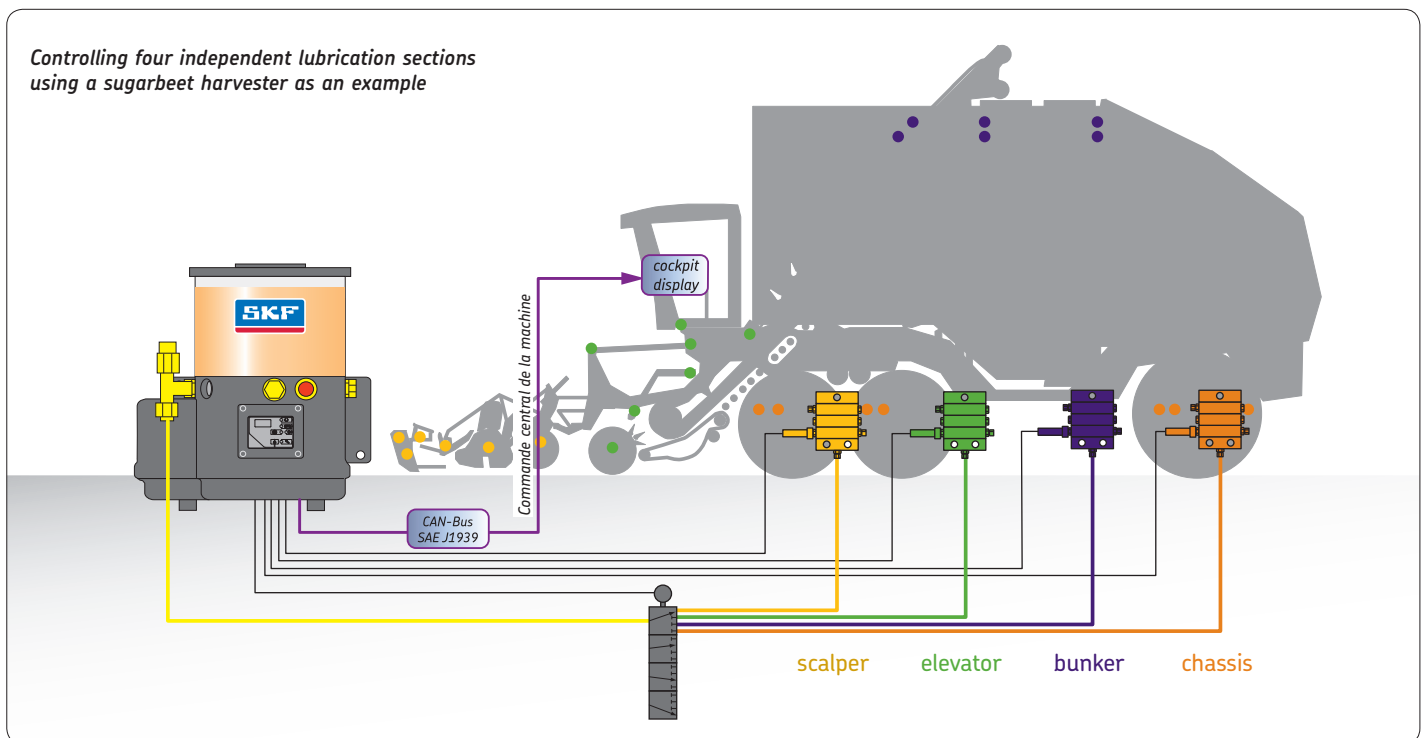 Controlling four independent lubrication sections
using a sugarbeet harvester as an example
cockpit
display
SKF
Commande central de la machine
CAN-Bus
SAE J1939
scalper
elevator
bunker
chassis